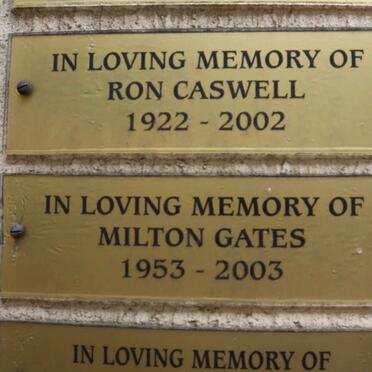 IN LOVING MEMORY OF
RON CASWELL
1922 - 2002
IN LOVING MEMORY OF
MILTON GATES
1953 - 2003
IN LOVING MEMORY OF